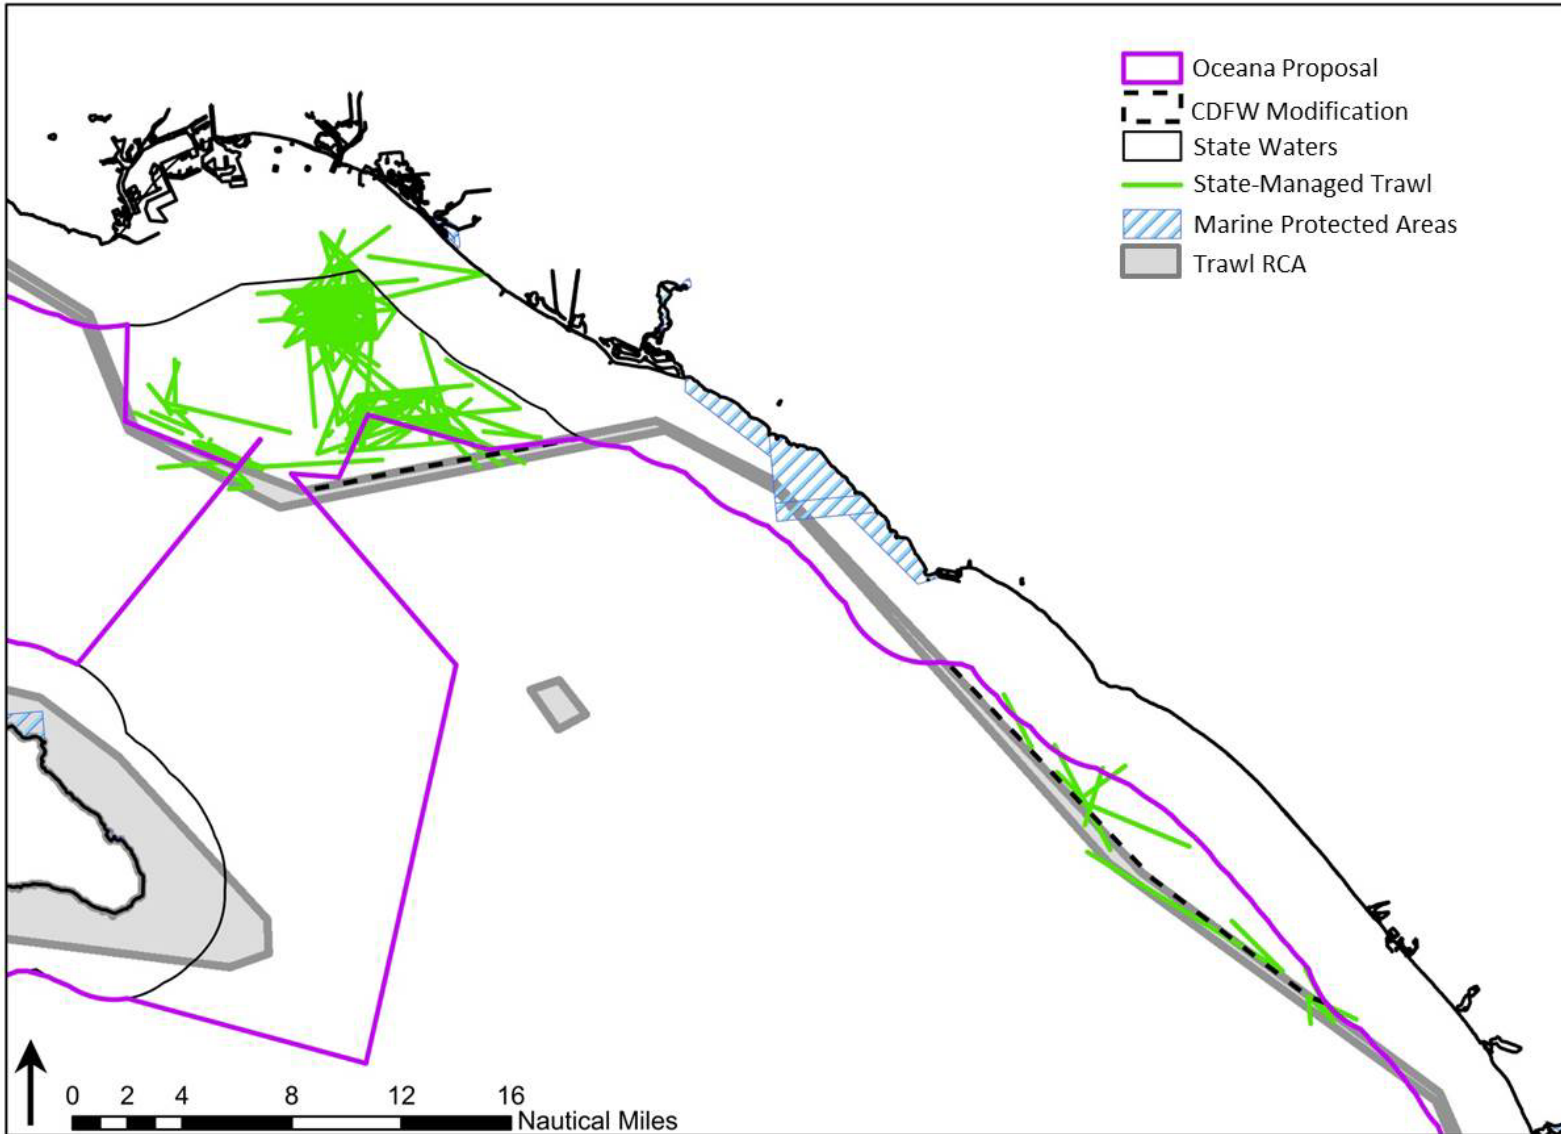 Oceana Proposal
CDFW Modification
State Waters
State-Managed Trawl
Marine Protected Areas
Trawl RCA
0 2 4 8 12 16
Nautical Miles